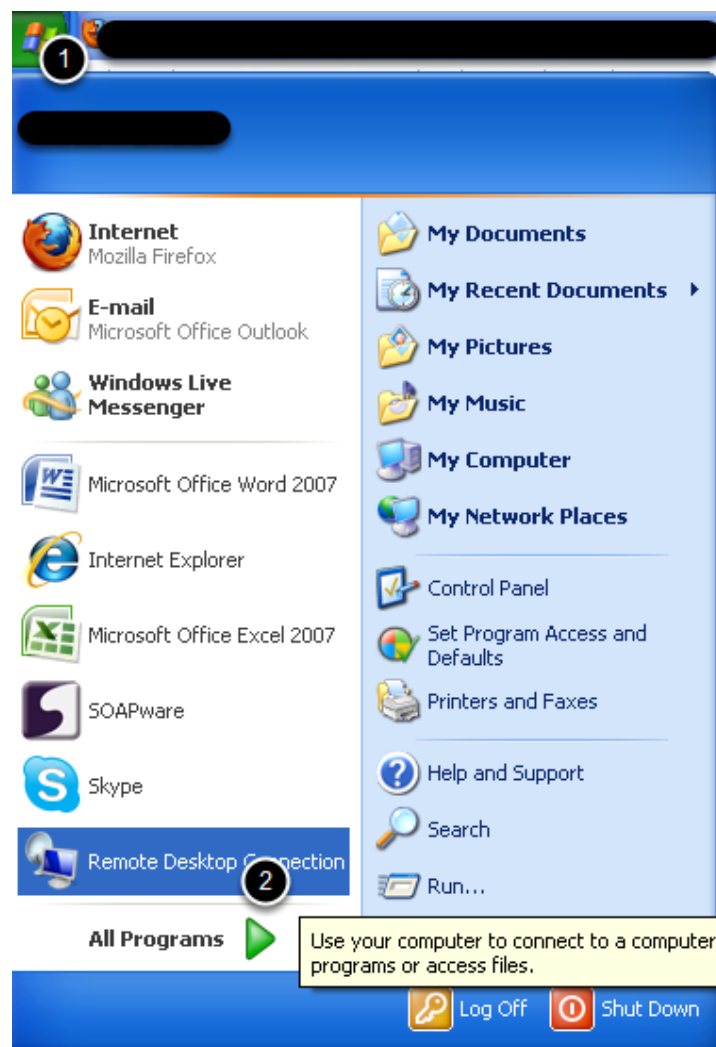 1
Internet
Mozilla Firefox
E-mail
Microsoft Office Outlook
Windows Live
Messenger
Microsoft Office Word 2007
Internet Explorer
Microsoft Office Excel 2007
SOAPware
Skype
Remote Desktop Connection
2
All Programs
My Documents
My Recent Documents
My Pictures
My Music
My Computer
My Network Places
Control Panel
Set Program Access and
Defaults
Printers and Faxes
Help and Support
Search
Run...
Use your computer to connect to a computer
programs or access files.
Log Off
Shut Down